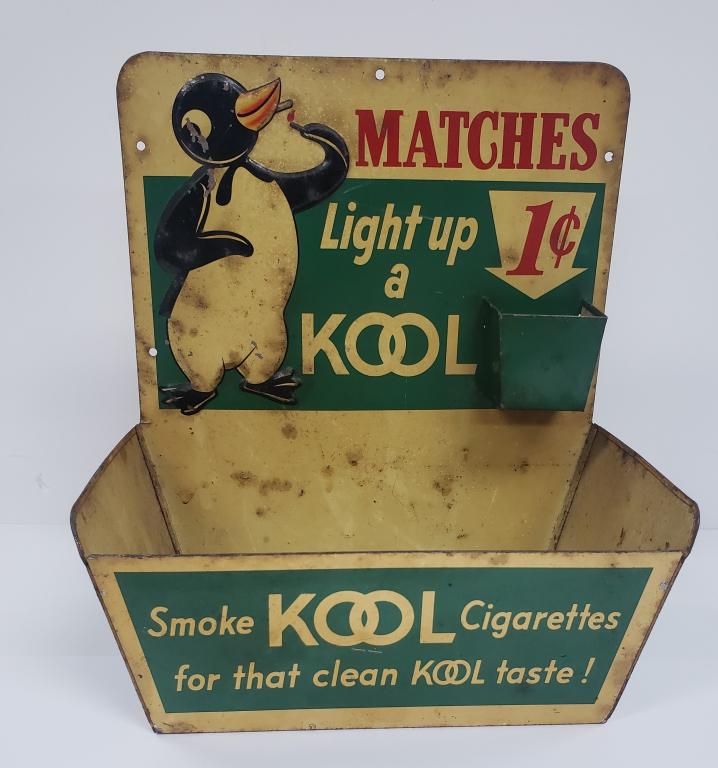 MATCHES
1¢
Light up
a
KOOL
Smoke KOOL Cigarettes
for that clean KOOL taste!